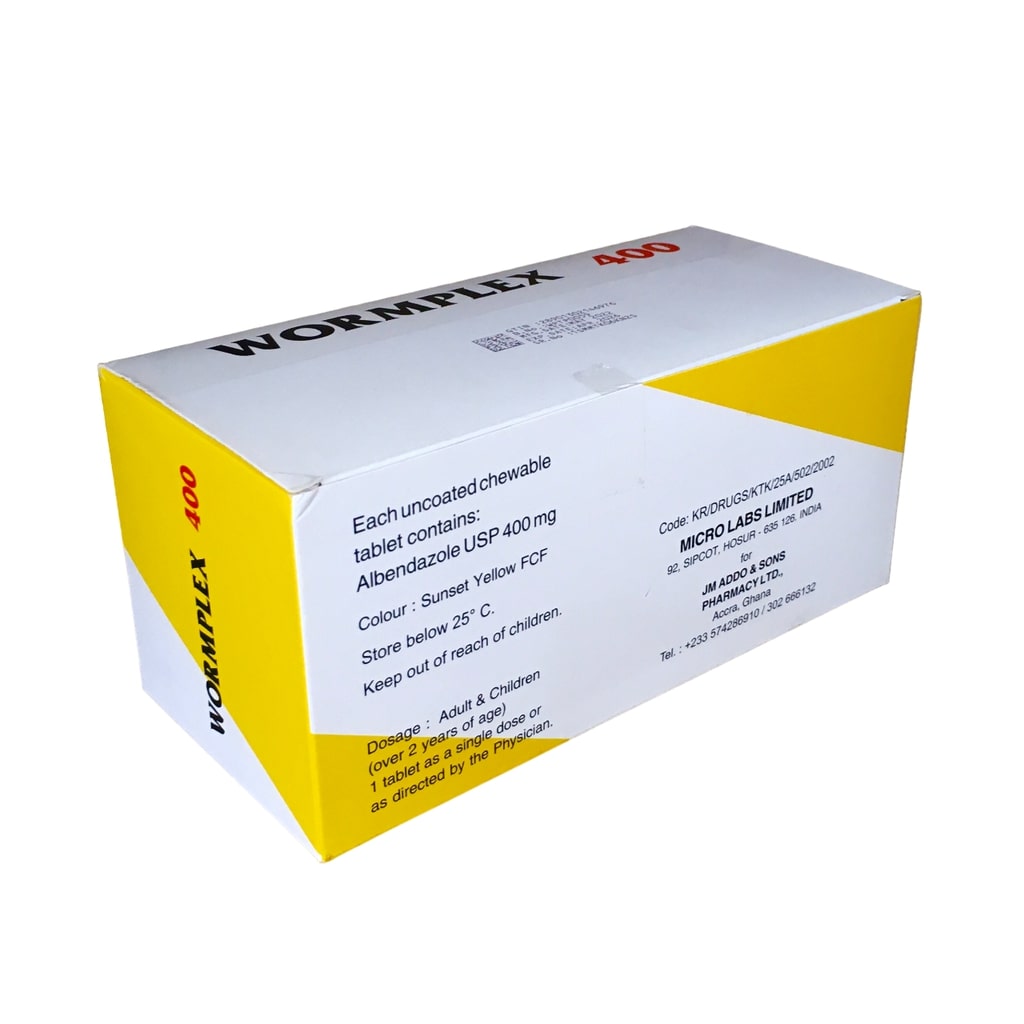 WORMPLEX 400
WORMPLEX 400
Each uncoated chewable
tablet contains:
Albendazole USP 400 mg
Colour : Sunset Yellow FCF
Store below 25° C.
Keep out of reach of children.
Dosage : Adult & Children
(over 2 years of age)
1 tablet as a single dose or
as directed by the Physician.
Code: KR/DRUGS/KTK/25A/502/2002
MICRO LABS LIMITED
92, SIPCOT, HOSUR - 635 126. INDIA
for
JM ADDO & SONS
PHARMACY LTD.,
Accra, Ghana
Tel. : +233 574286910 / 302 666132